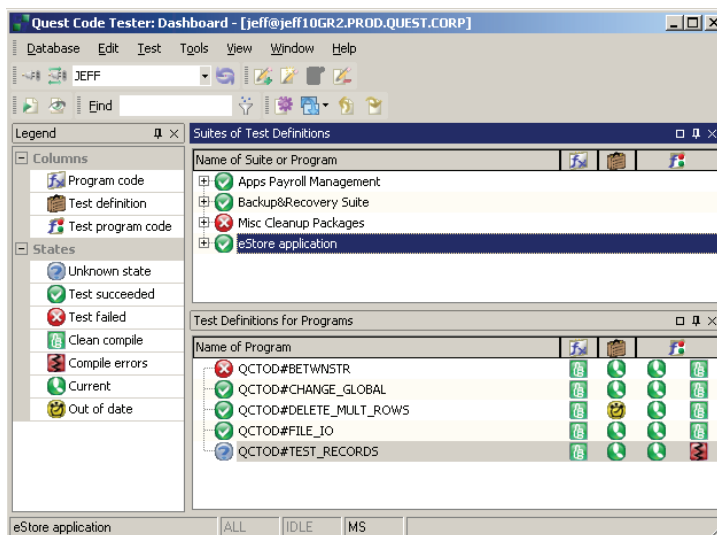 Quest Code Tester: Dashboard - [jeff@jeff10GR2.PROD.QUEST.CORP]
Database Edit Test Tools View Window Help
JEFF
Find
Legend
Columns
Program code
Test definition
Test program code
States
Unknown state
Test succeeded
Test failed
Clean compile
Compile errors
Current
Out of date
Suites of Test Definitions
Name of Suite or Program
Apps Payroll Management
Backup&Recovery Suite
Misc Cleanup Packages
eStore application
Test Definitions for Programs
Name of Program
QCTOD#BETWNSTR
QCTOD#CHANGE_GLOBAL
QCTOD#DELETE_MULT_ROWS
QCTOD#FILE_IO
QCTOD#TEST_RECORDS
eStore application ALL IDLE MS